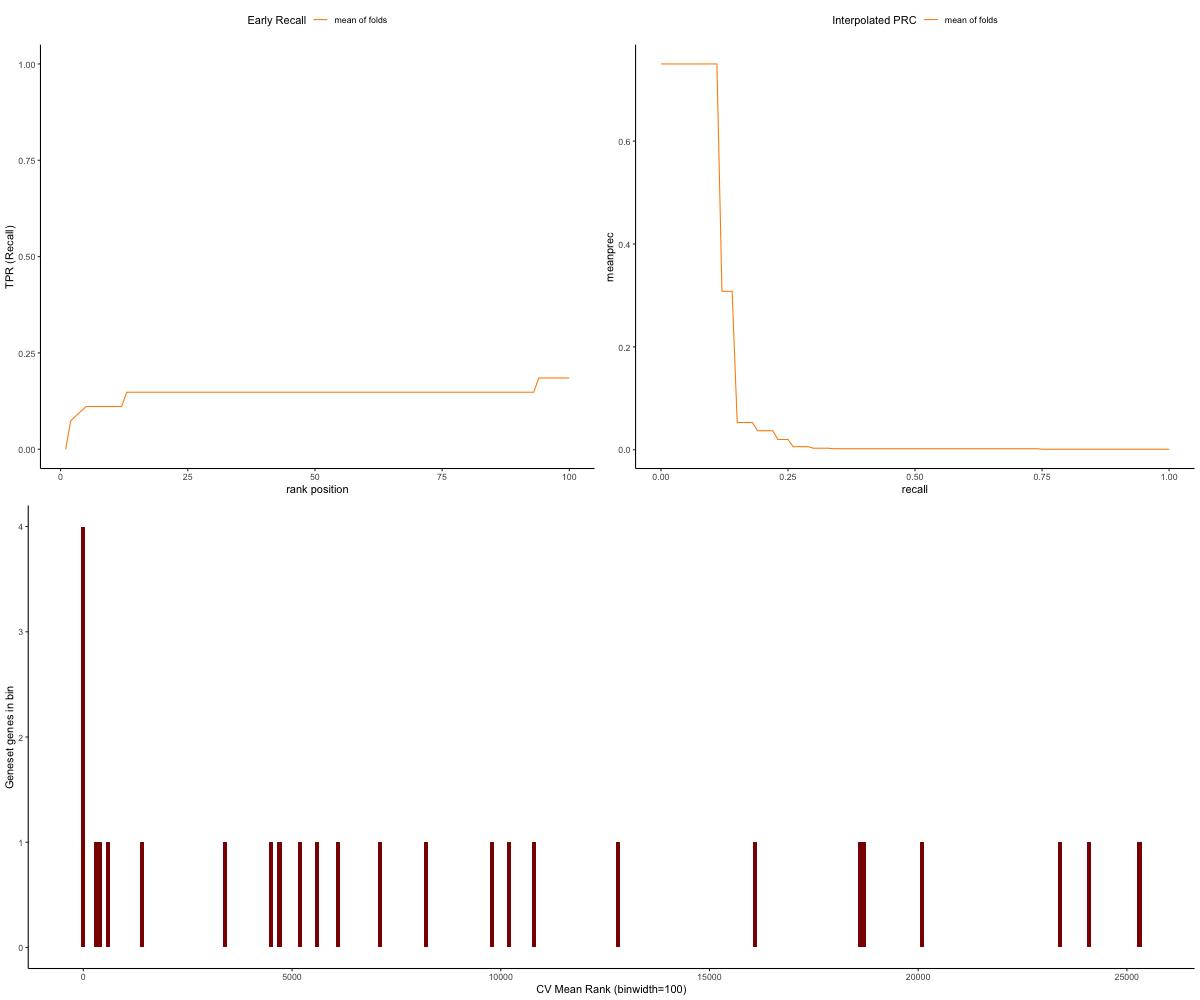 Early Recall mean of folds
1.00
0.75
0.50
0.25
0.00
TPR (Recall)
0 25 50 75 100
rank position
Interpolated PRC mean of folds
0.6
0.4
0.2
0.0
meanprec
0.00 0.25 0.50 0.75 1.00
recall
4
3
2
1
0
Geneset genes in bin
0 5000 10000 15000 20000 25000
CV Mean Rank (binwidth=100)